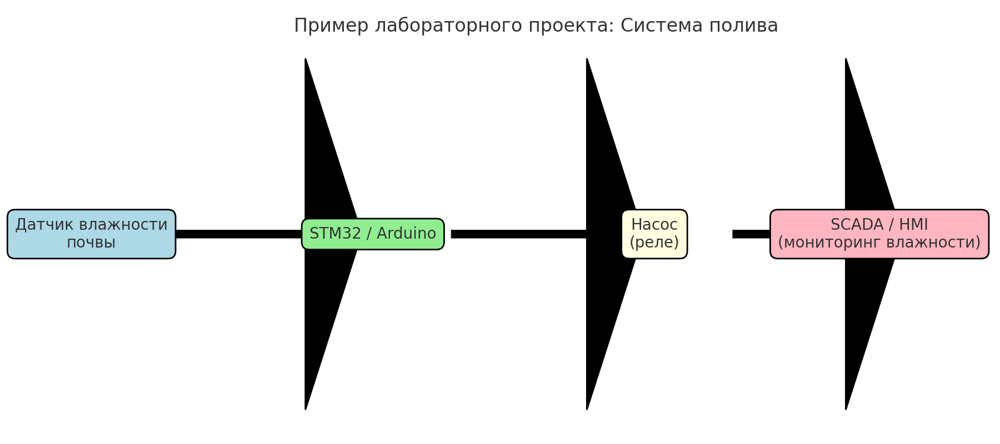 Пример лабораторного проекта: Система полива
Датчик влажности
почвы
STM32 / Arduino
Насос
(реле)
SCADA / HMI
(мониторинг влажности)